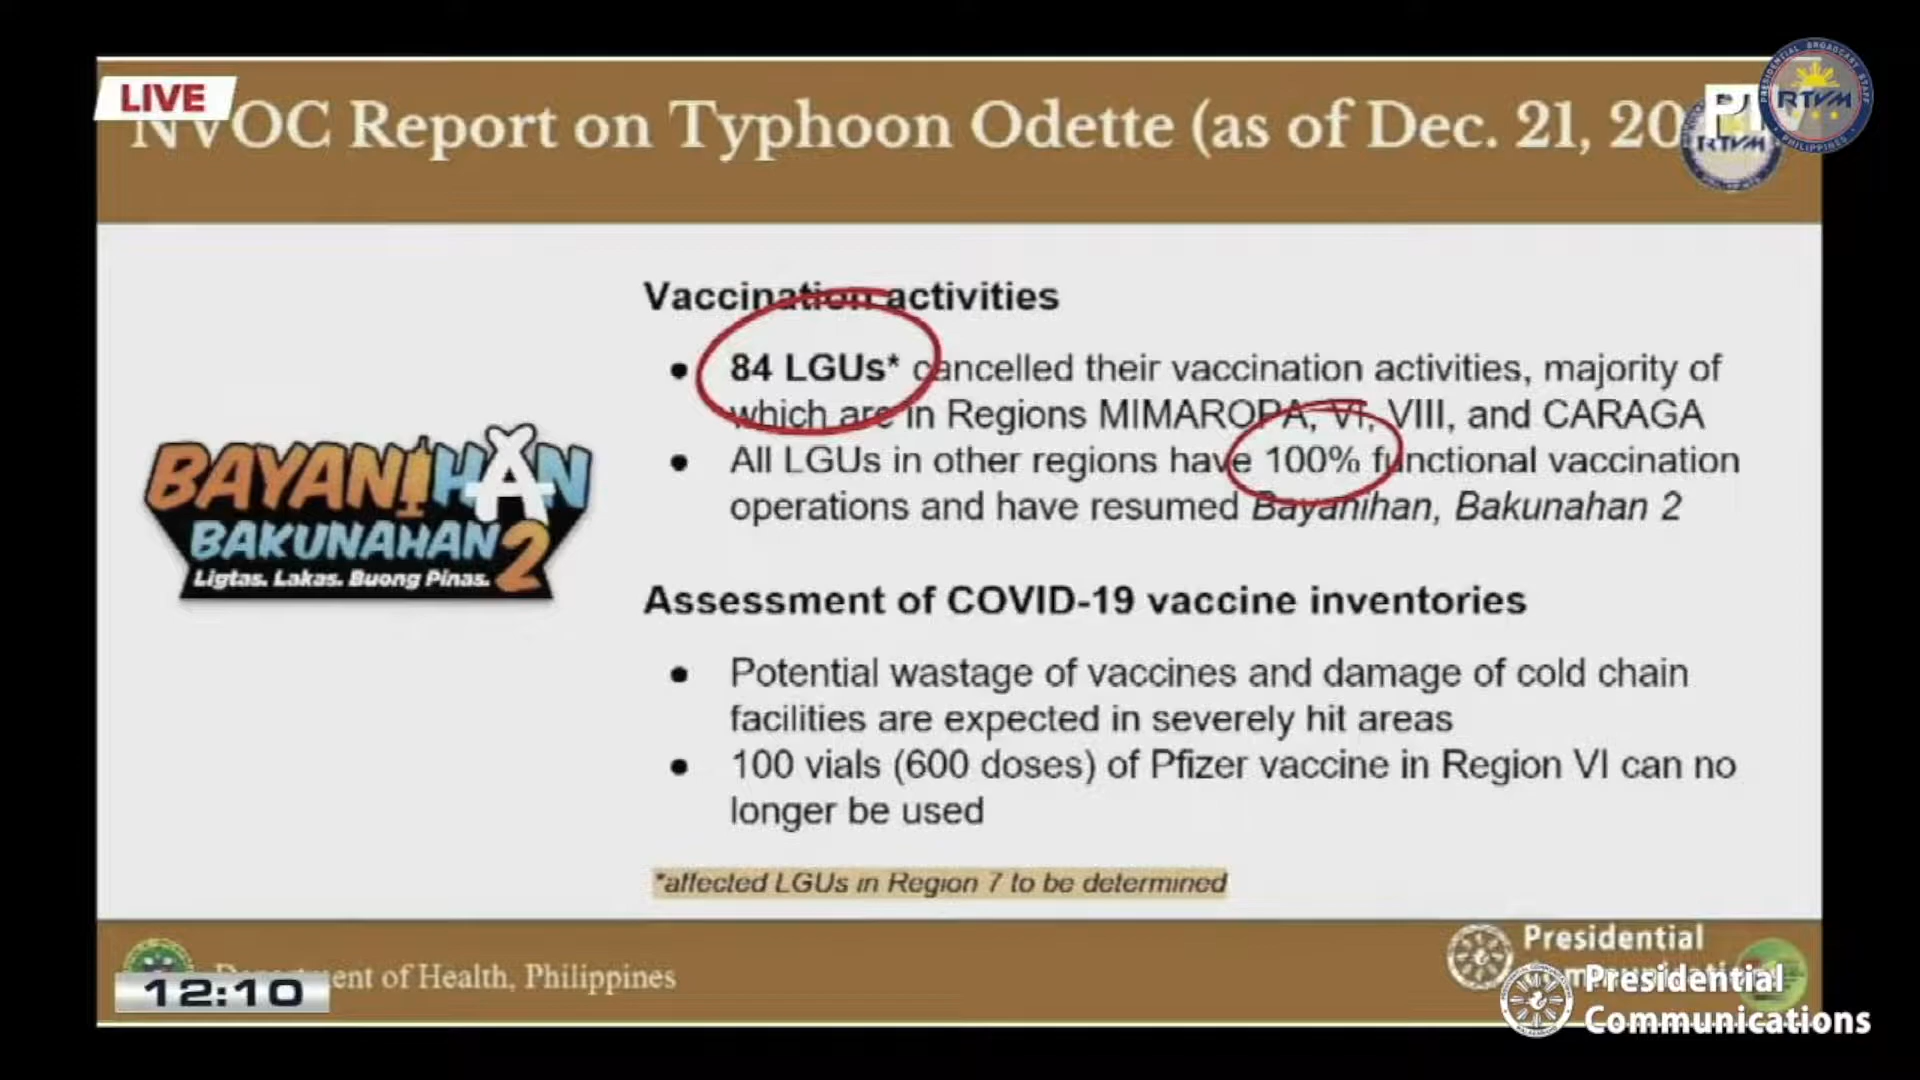 LIVE
NVOC Report on Typhoon Odette (as of Dec. 21, 20
RTVM
RTVM
PRESIDENTIAL BROADCAST STAFF
PHILIPPINES
Vaccination activities
● 84 LGUs* cancelled their vaccination activities, majority of
which are in Regions MIMAROPA, VI, VIII, and CARAGA
● All LGUs in other regions have 100% functional vaccination
operations and have resumed Bayanihan, Bakunahan 2
BAYANIHAN
BAKUNAHAN 2
Ligtas. Lakas. Buong Pinas.
Assessment of COVID-19 vaccine inventories
● Potential wastage of vaccines and damage of cold chain
facilities are expected in severely hit areas
● 100 vials (600 doses) of Pfizer vaccine in Region VI can no
longer be used
*affected LGUs in Region 7 to be determined
12:10
of Health, Philippines
Presidential
Presidential
Communications